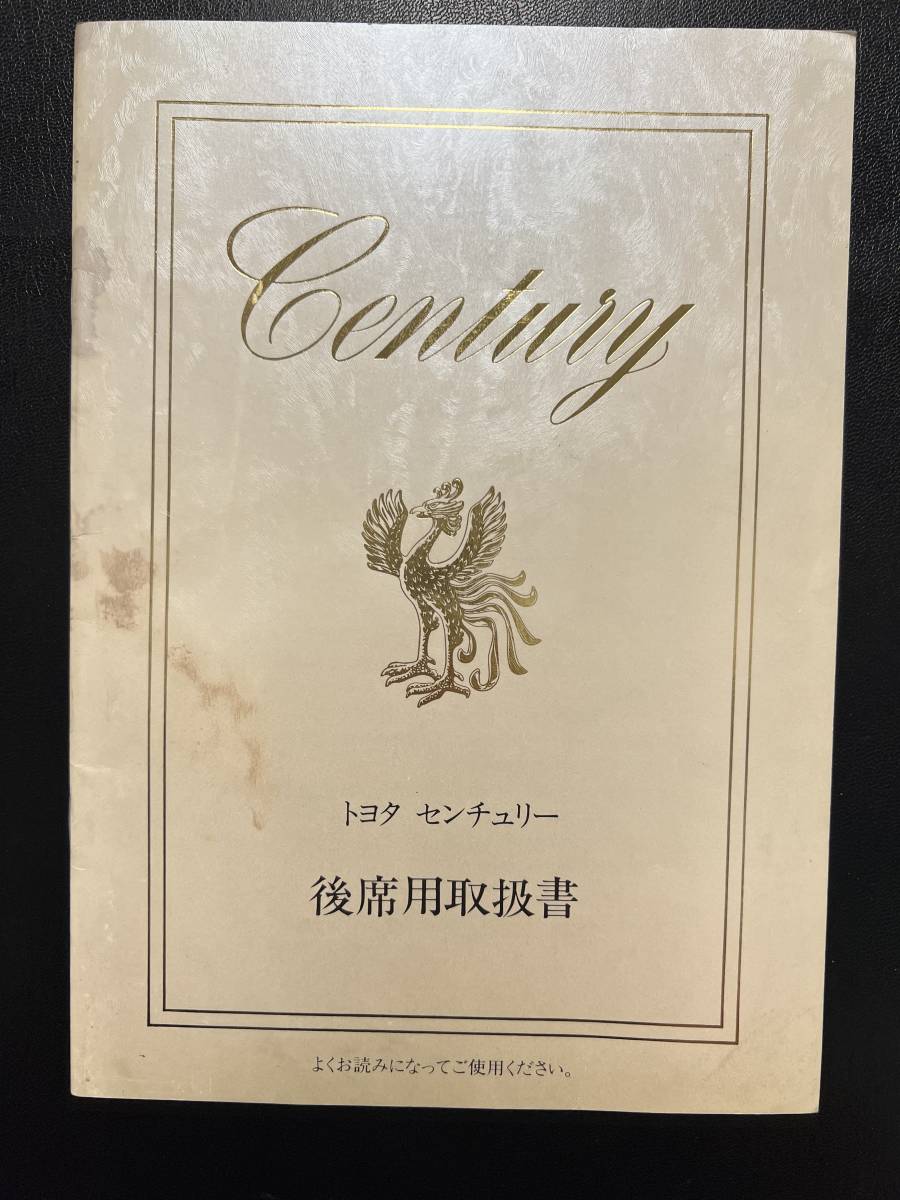 Century
トヨタ センチュリー
後席用取扱書
よくお読みになってご使用ください。